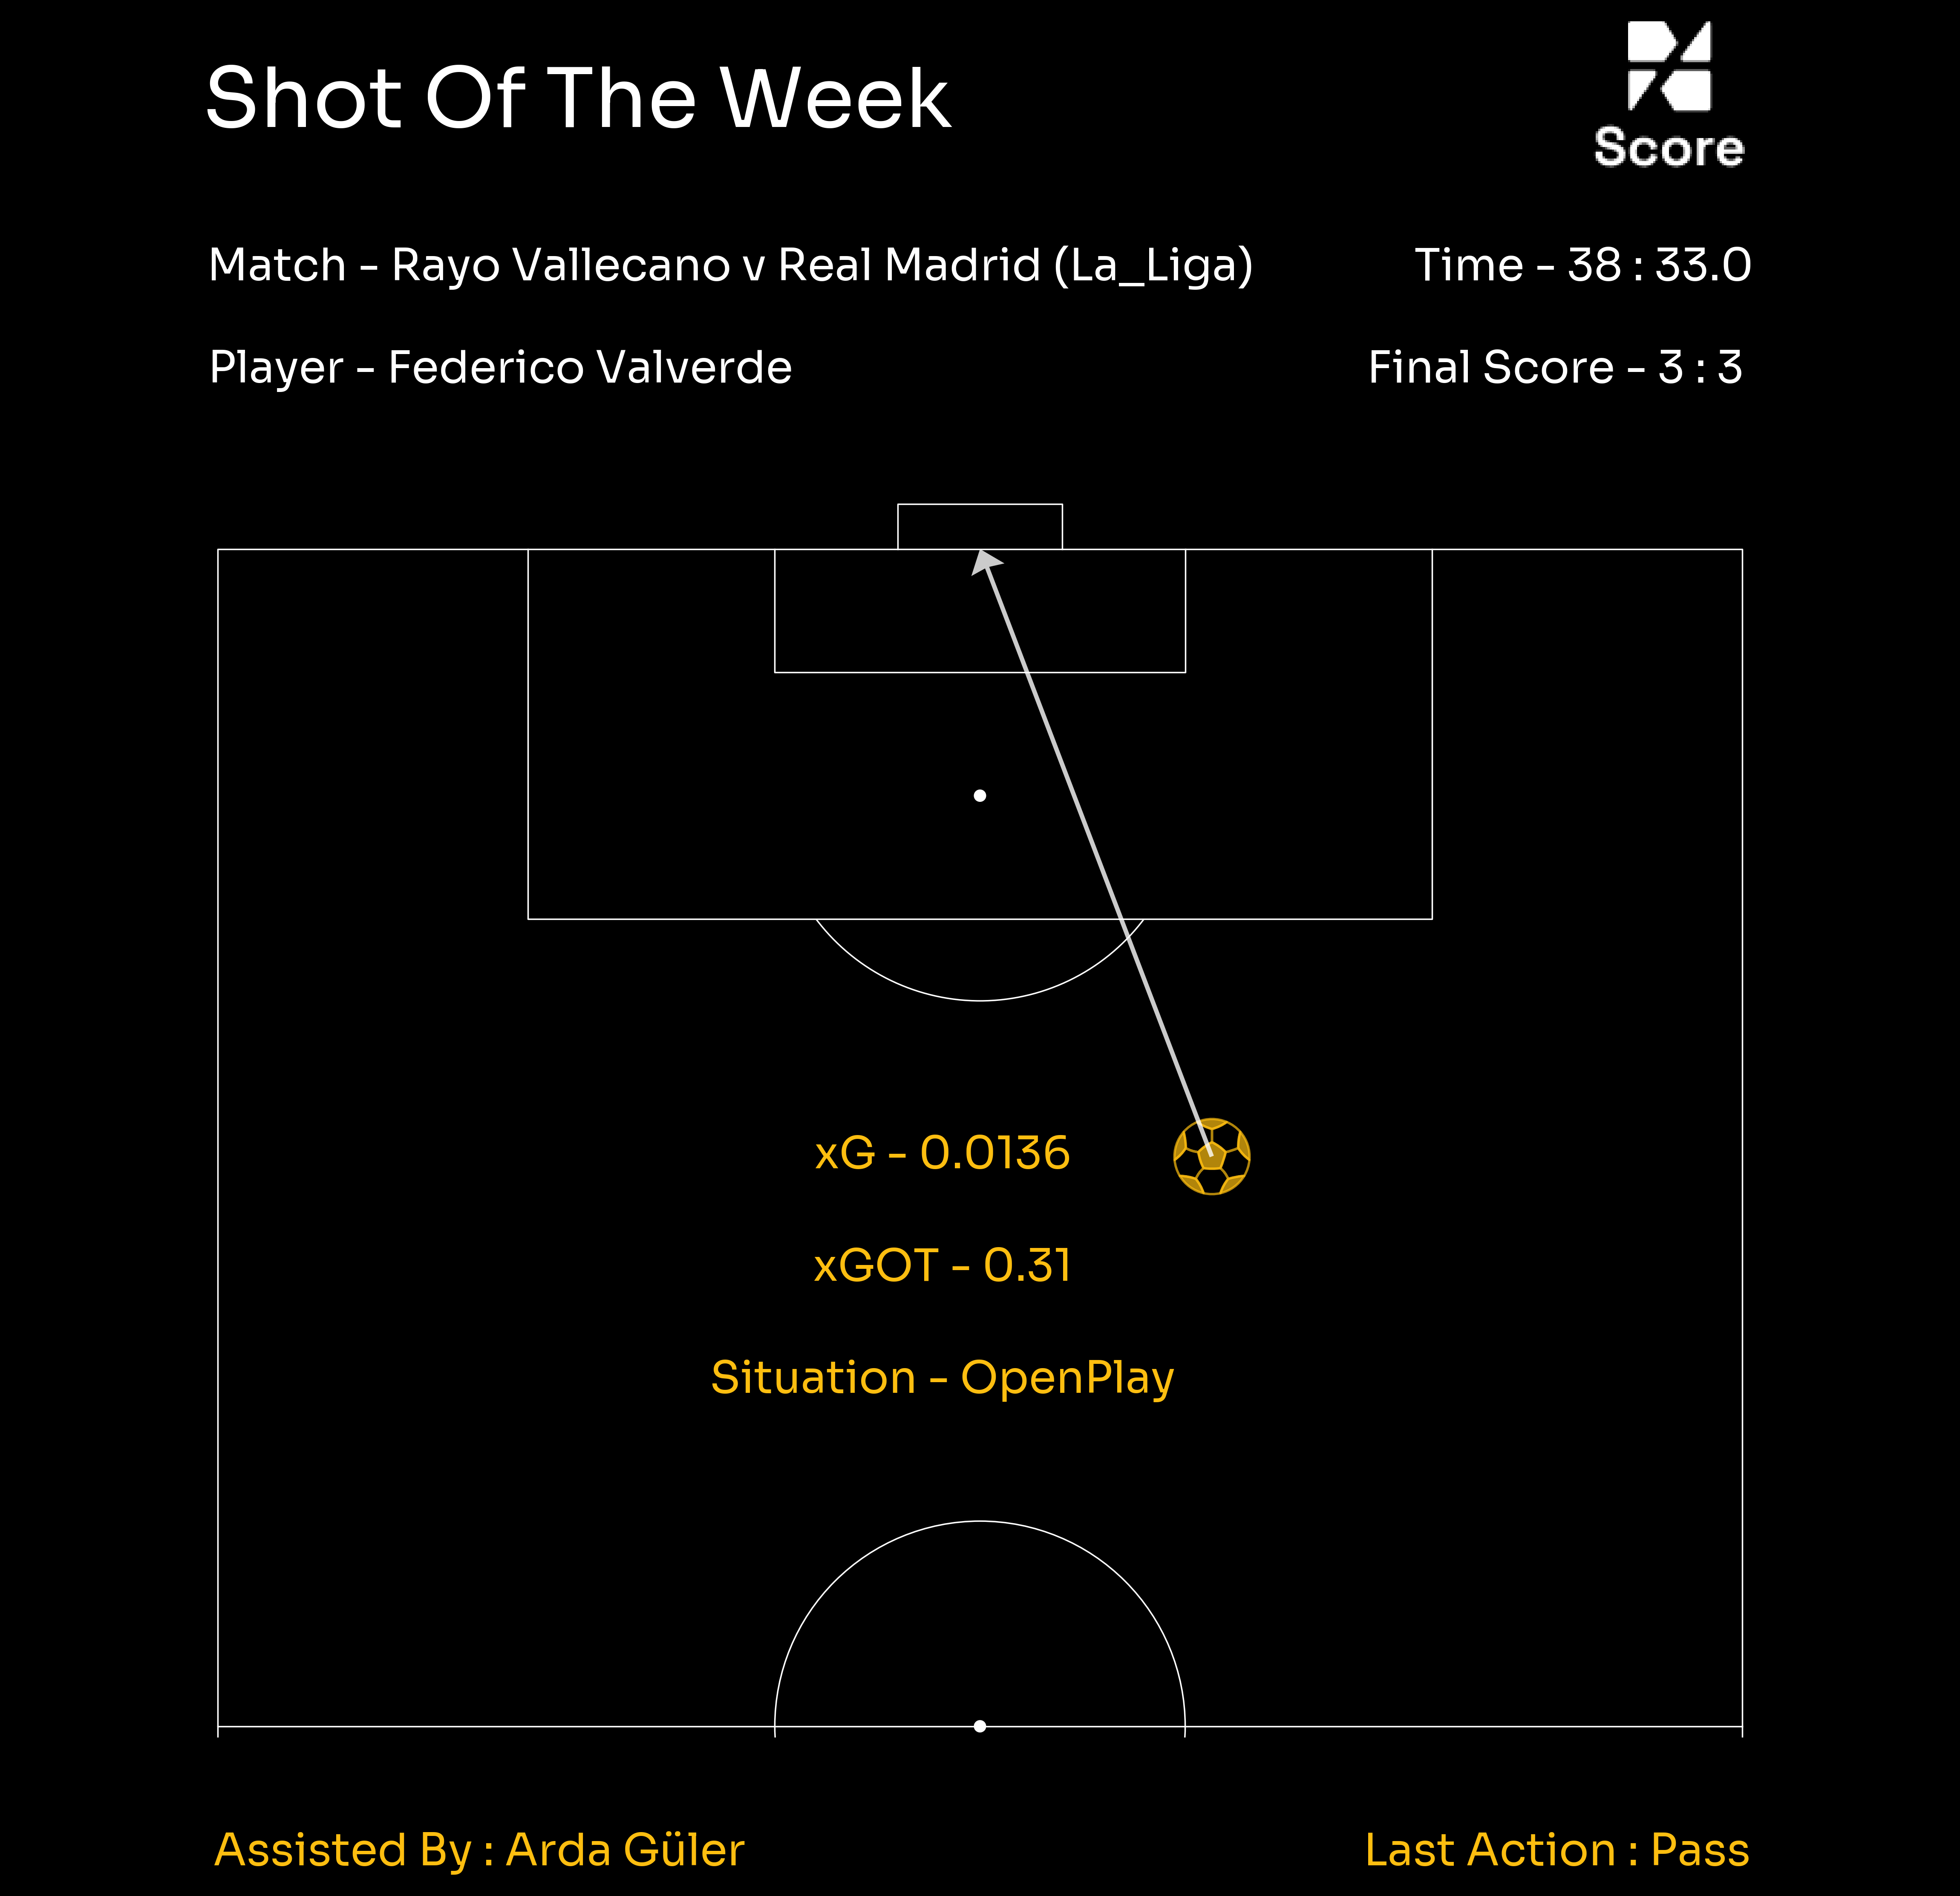 Shot Of The Week
Score
Match - Rayo Vallecano v Real Madrid (La_Liga)
Time - 38 : 33.0
Player - Federico Valverde
Final Score - 3 : 3
xG - 0.0136
xGOT - 0.31
Situation - OpenPlay
Assisted By : Arda Güler
Last Action : Pass